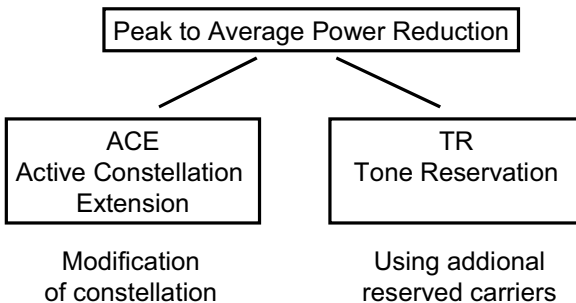 Peak to Average Power Reduction
ACE
Active Constellation
Extension
TR
Tone Reservation
Modification
of constellation
Using addional
reserved carriers